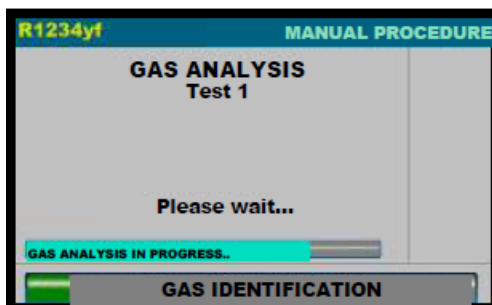 R1234yf MANUAL PROCEDURE
GAS ANALYSIS
Test 1
Please wait...
GAS ANALYSIS IN PROGRESS..
GAS IDENTIFICATION